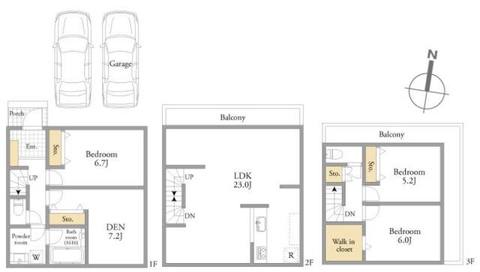 Garage
N
Porch
Ent.
Sto.
Bedroom
6.7J
UP
Sto.
DEN
7.2J
Powder
room
W
Bath
room
(1616)
1F
Balcony
UP
LDK
23.0J
DN
R
2F
Balcony
Sto.
Sto.
Bedroom
5.2J
DN
Walk in
closet
Bedroom
6.0J
3F